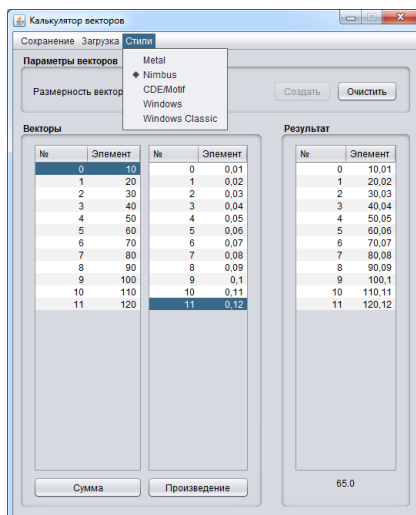 Калькулятор векторов
Сохранение Загрузка Стили
Metal
Nimbus
CDE/Motif
Windows
Windows Classic
Параметры векторов
Размерность Создать Очистить
Векторы Результат
№ Элемент № Элемент № Элемент
0 10 0 0,01 0 10,01
1 20 1 0,02 1 20,02
2 30 2 0,03 2 30,03
3 40 3 0,04 3 40,04
4 50 4 0,05 4 50,05
5 60 5 0,06 5 60,06
6 70 6 0,07 6 70,07
7 80 7 0,08 7 80,08
8 90 8 0,09 8 90,09
9 100 9 0,1 9 100,1
10 110 10 0,11 10 110,11
11 120 11 0,12 11 120,12
Сумма Произведение 65.0